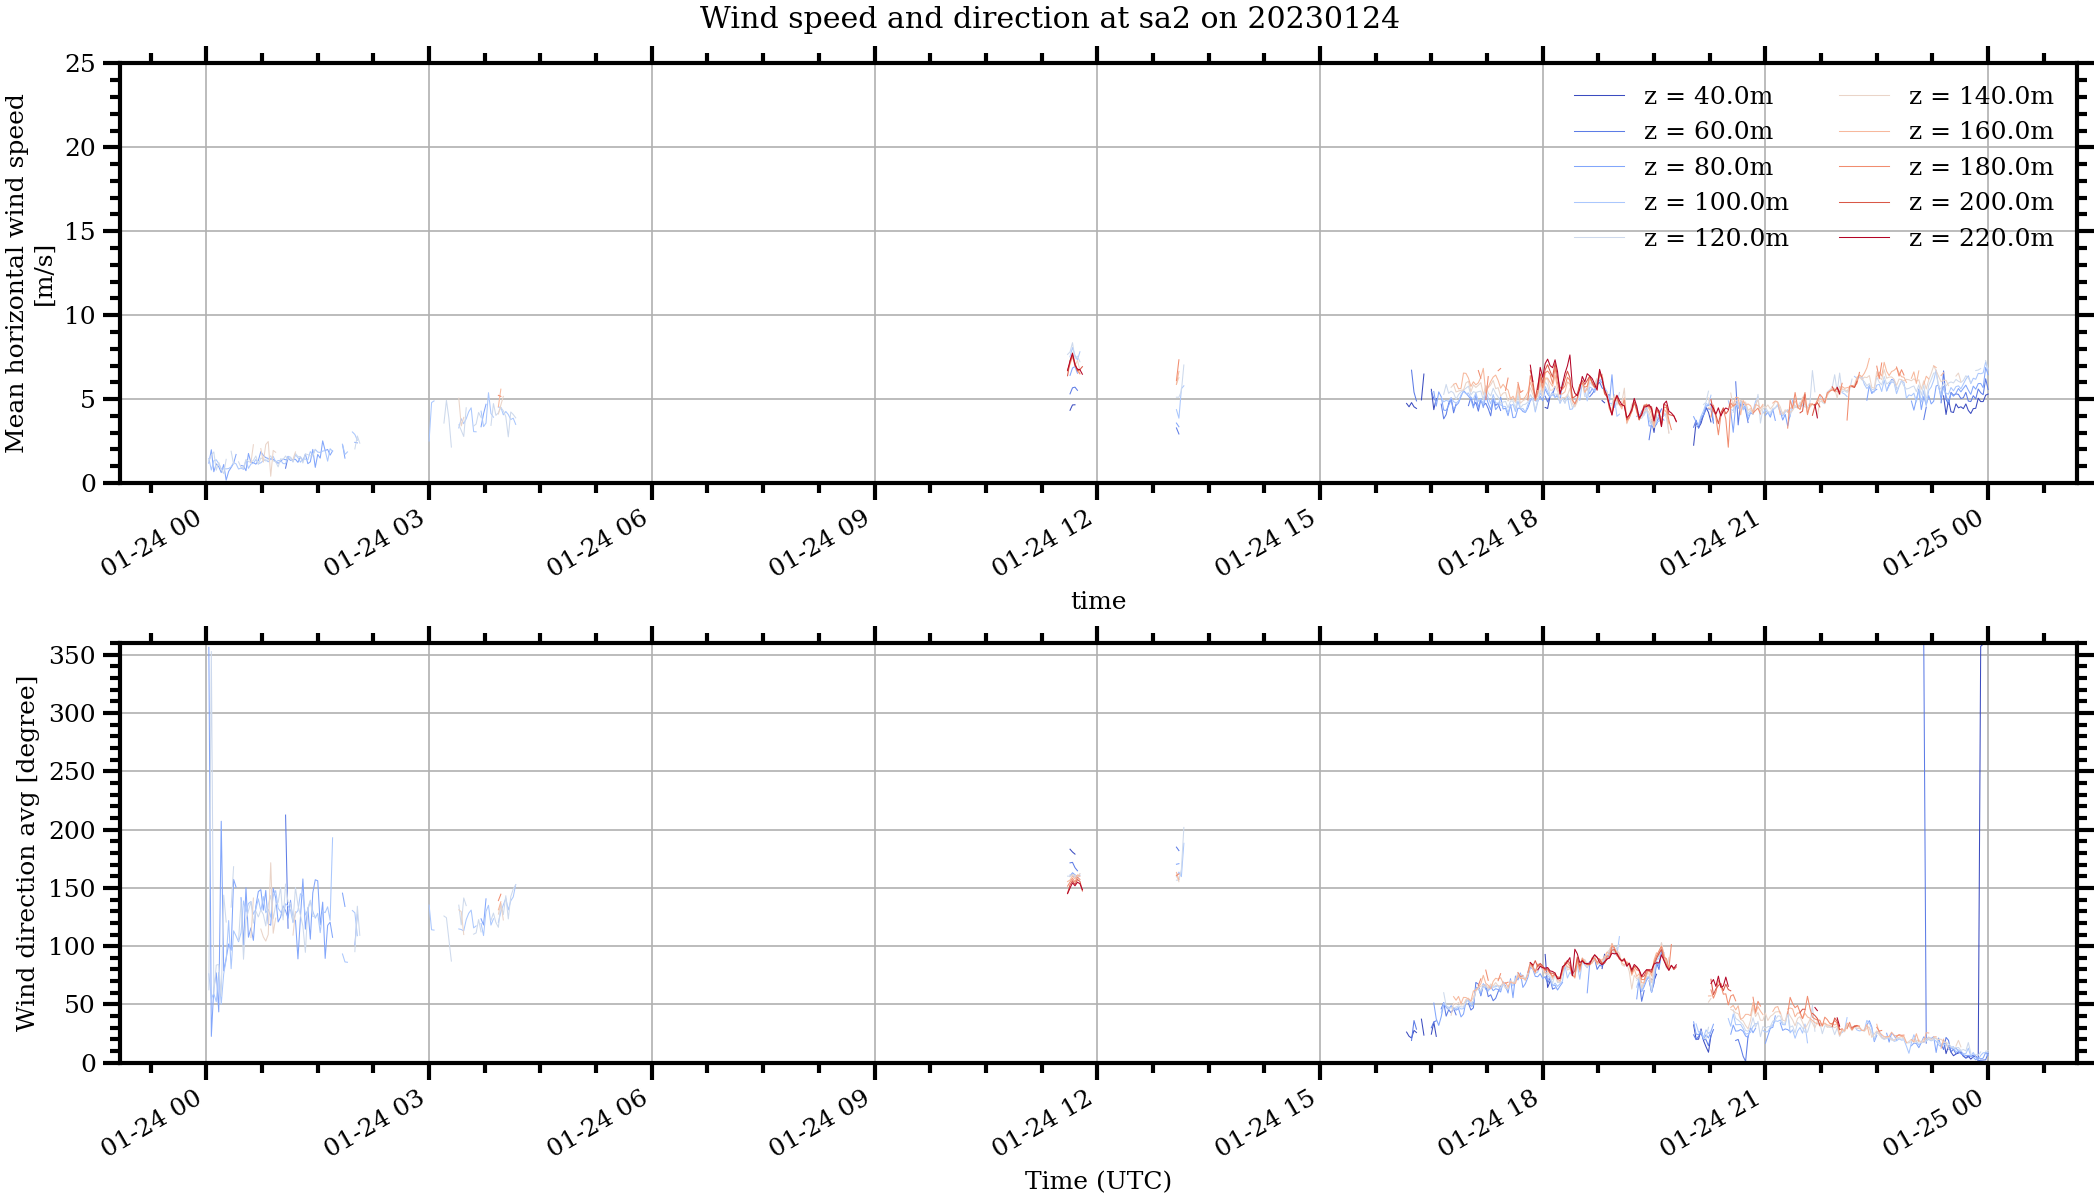 Wind speed and direction at sa2 on 20230124
Mean horizontal wind speed
[m/s]
25
20
15
10
5
0
z = 40.0m
z = 60.0m
z = 80.0m
z = 100.0m
z = 120.0m
z = 140.0m
z = 160.0m
z = 180.0m
z = 200.0m
z = 220.0m
01-24 00
01-24 03
01-24 06
01-24 09
01-24 12
01-24 15
01-24 18
01-24 21
01-25 00
time
Wind direction avg [degree]
350
300
250
200
150
100
50
0
01-24 00
01-24 03
01-24 06
01-24 09
01-24 12
01-24 15
01-24 18
01-24 21
01-25 00
Time (UTC)